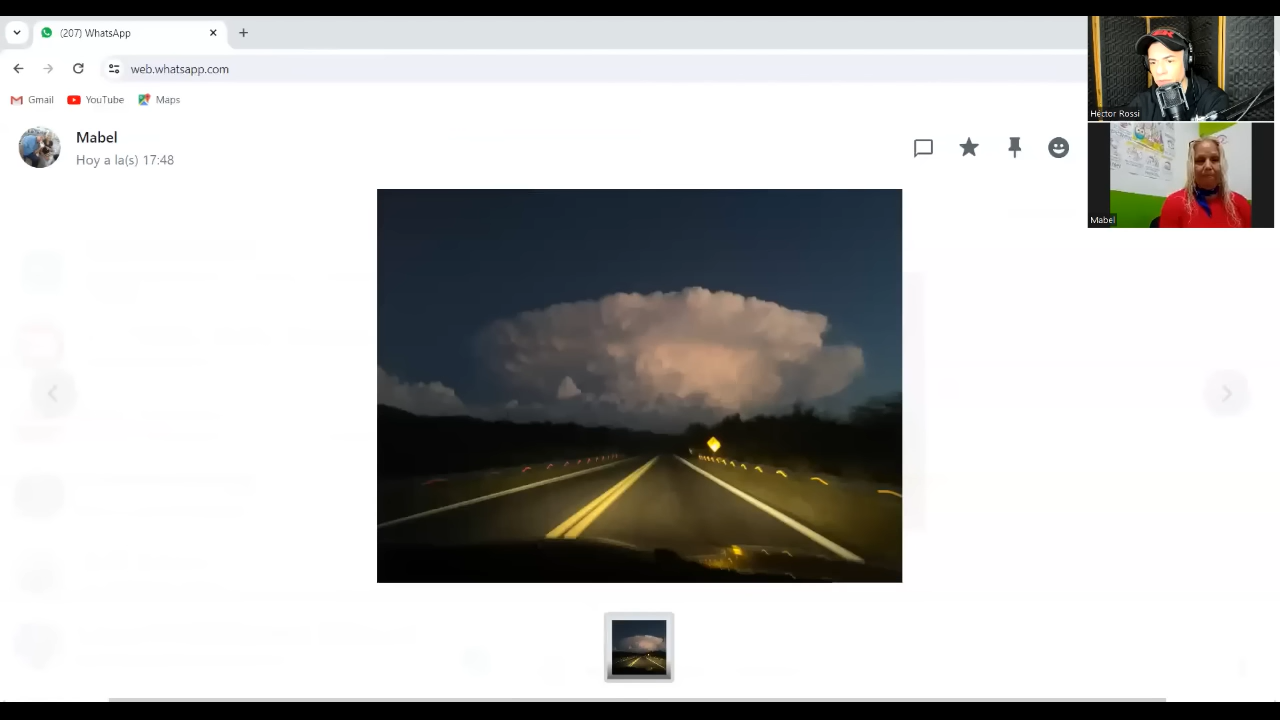 (207) WhatsApp
web.whatsapp.com
Gmail
YouTube
Maps
Mabel
Hoy a la(s) 17:48
Hector Rossi
Mabel